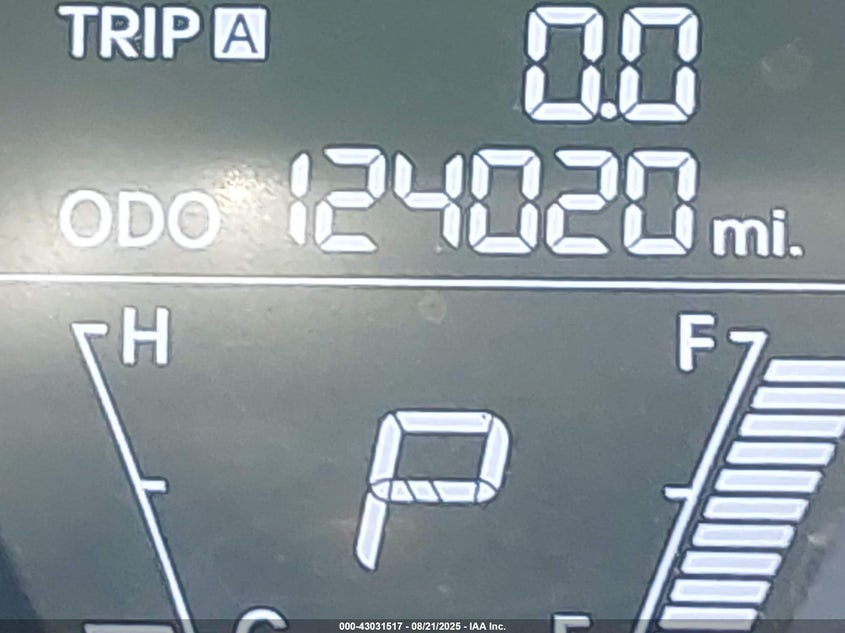 TRIP A 0.0
ODO 124020 mi.
H F
P
C E
000-43031517 - 08/21/2025 - IAA Inc.